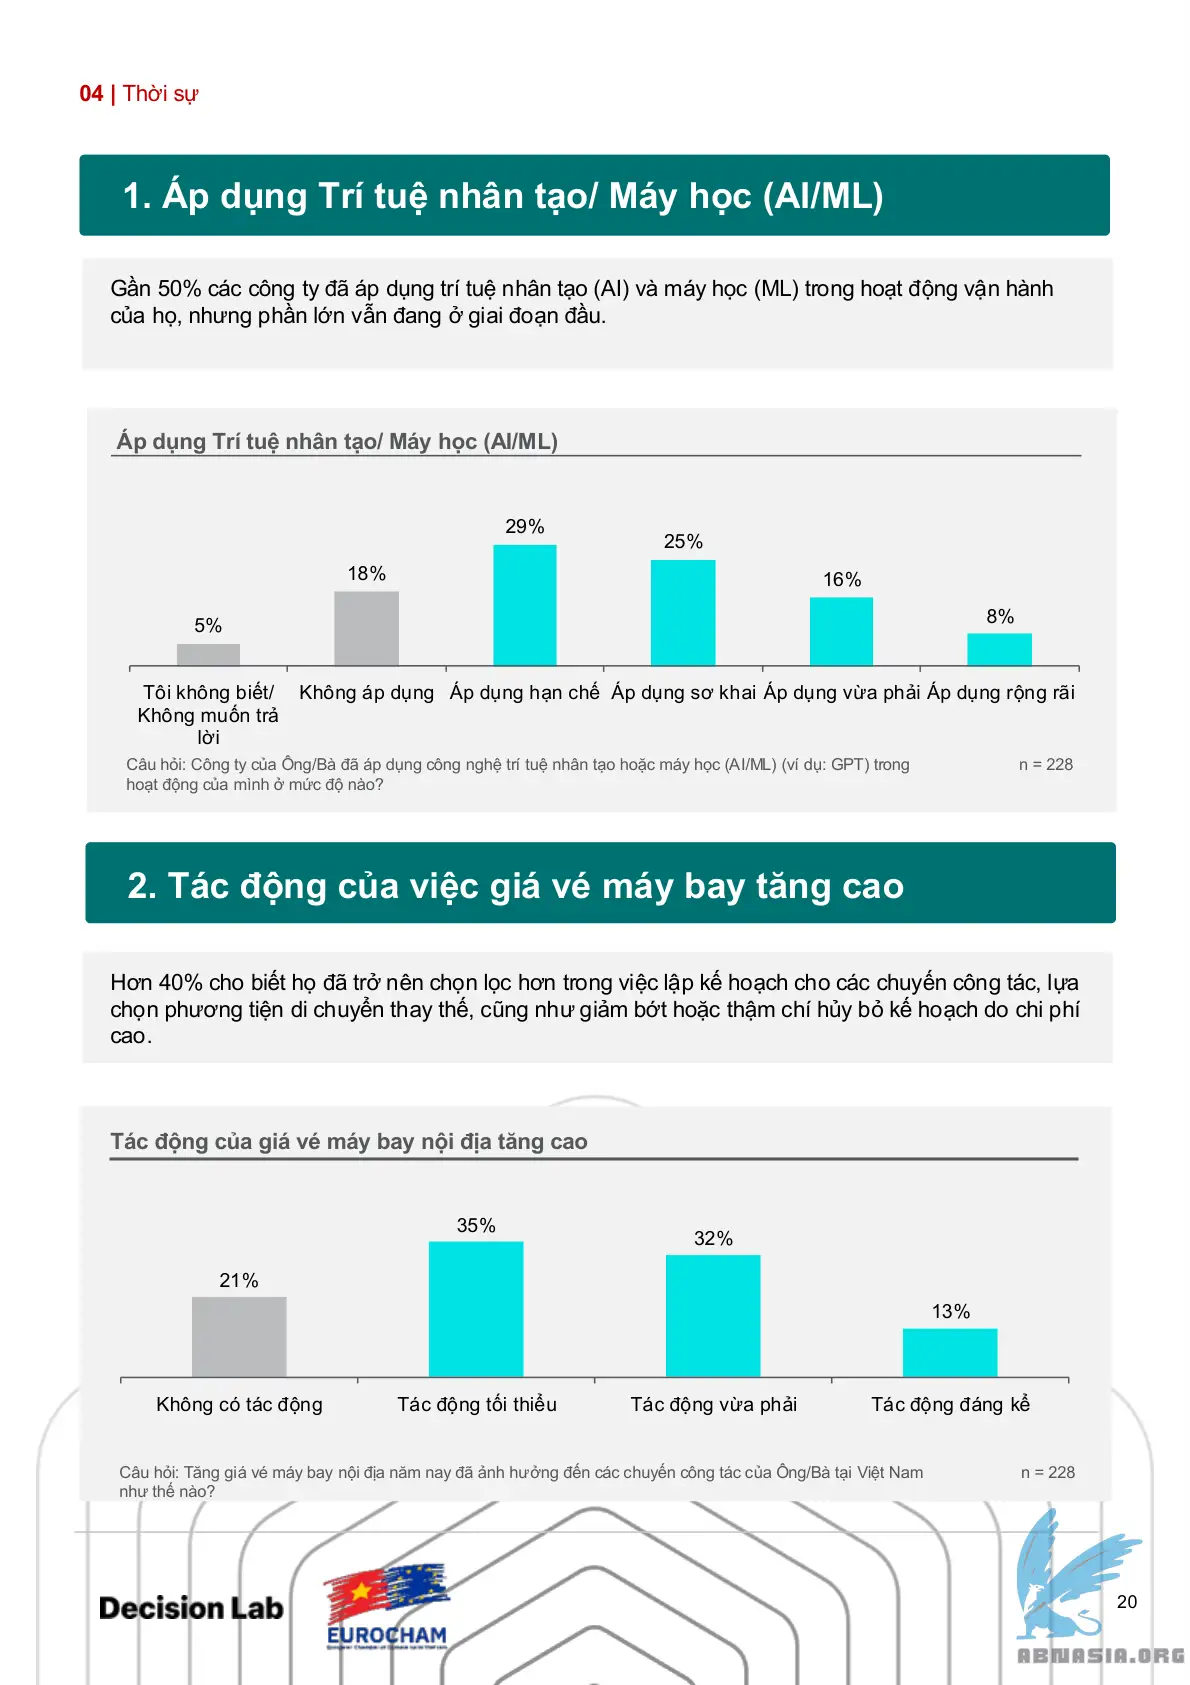 04 | Thời sự
1. Áp dụng Trí tuệ nhân tạo/ Máy học (AI/ML)
Gần 50% các công ty đã áp dụng trí tuệ nhân tạo (AI) và máy học (ML) trong hoạt động vận hành
của họ, nhưng phần lớn vẫn đang ở giai đoạn đầu.
Áp dụng Trí tuệ nhân tạo/ Máy học (AI/ML)
5%
18%
29%
25%
16%
8%
Tôi không biết/
Không muốn trả
lời
Không áp dụng
Áp dụng hạn chế
Áp dụng sơ khai
Áp dụng vừa phải
Áp dụng rộng rãi
Câu hỏi: Công ty của Ông/Bà đã áp dụng công nghệ trí tuệ nhân tạo hoặc máy học (AI/ML) (ví dụ: GPT) trong
hoạt động của mình ở mức độ nào?
n = 228
2. Tác động của việc giá vé máy bay tăng cao
Hơn 40% cho biết họ đã trở nên chọn lọc hơn trong việc lập kế hoạch cho các chuyến công tác, lựa
chọn phương tiện di chuyển thay thế, cũng như giảm bớt hoặc thậm chí hủy bỏ kế hoạch do chi phí
cao.
Tác động của giá vé máy bay nội địa tăng cao
21%
35%
32%
13%
Không có tác động
Tác động tối thiểu
Tác động vừa phải
Tác động đáng kể
Câu hỏi: Tăng giá vé máy bay nội địa năm nay đã ảnh hưởng đến các chuyến công tác của Ông/Bà tại Việt Nam
như thế nào?
n = 228
Decision Lab
EUROCHAM
20
ABNASIA.ORG